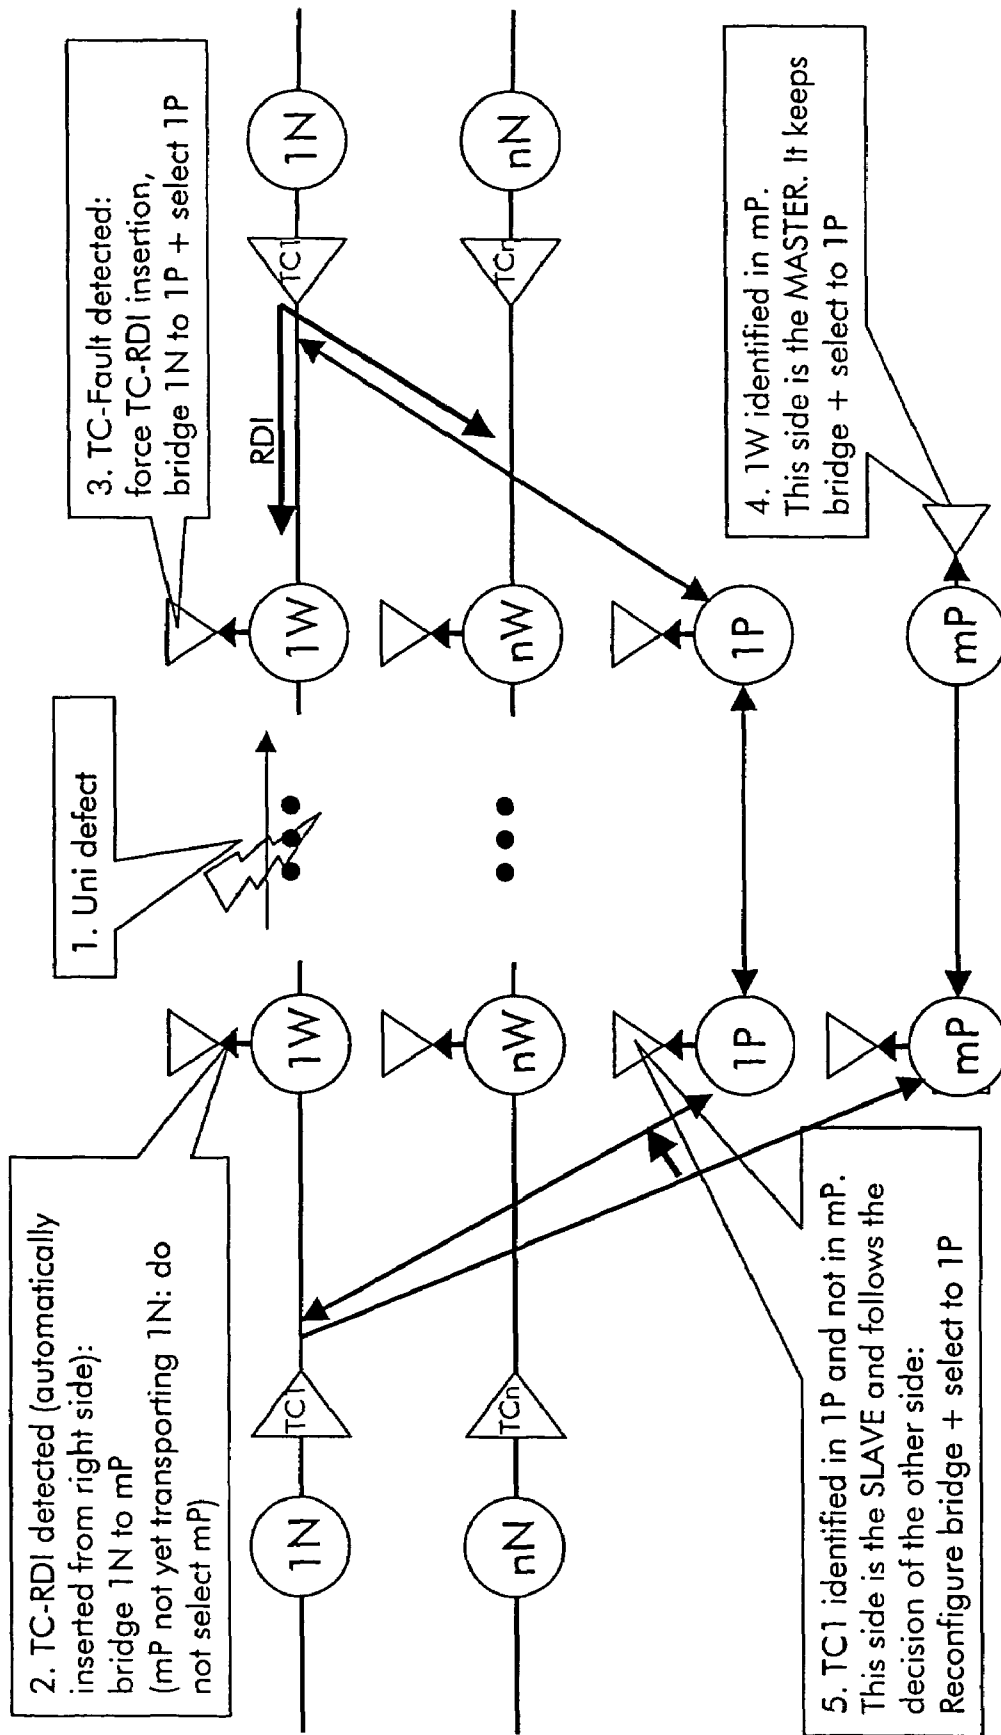 1. Uni defect
2. TC-RDI detected (automatically
inserted from right side):
bridge 1N to mP
(mP not yet transporting 1N: do
not select mP)
3. TC-Fault detected:
force TC-RDI insertion,
bridge 1N to 1P + select 1P
1N
TC1
1W
1W
RDI
TC1
1N
nN
TCn
nW
nW
TCn
nN
1P
1P
mP
mP
4. 1W identified in mP.
This side is the MASTER. It keeps
bridge + select to 1P
5. TC1 identified in 1P and not in mP.
This side is the SLAVE and follows the
decision of the other side:
Reconfigure bridge + select to 1P